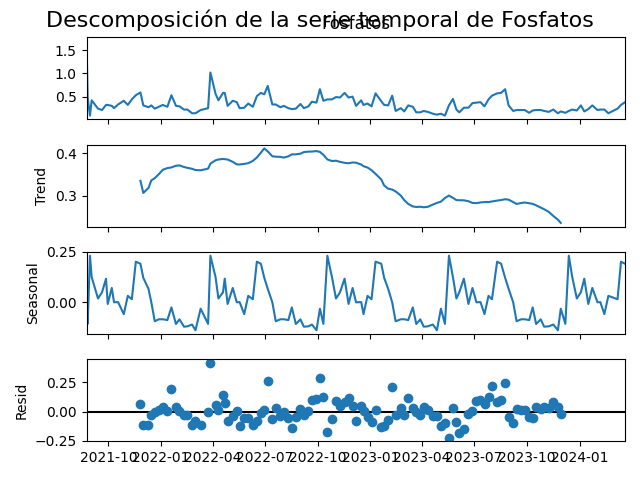 Descomposición de la serie temporal de Fosfatos
Fosfatos
1.5
1.0
0.5
Trend
0.4
0.3
Seasonal
0.25
0.00
Resid
0.25
0.00
−0.25
2021-10 2022-01 2022-04 2022-07 2022-10 2023-01 2023-04 2023-07 2023-10 2024-01